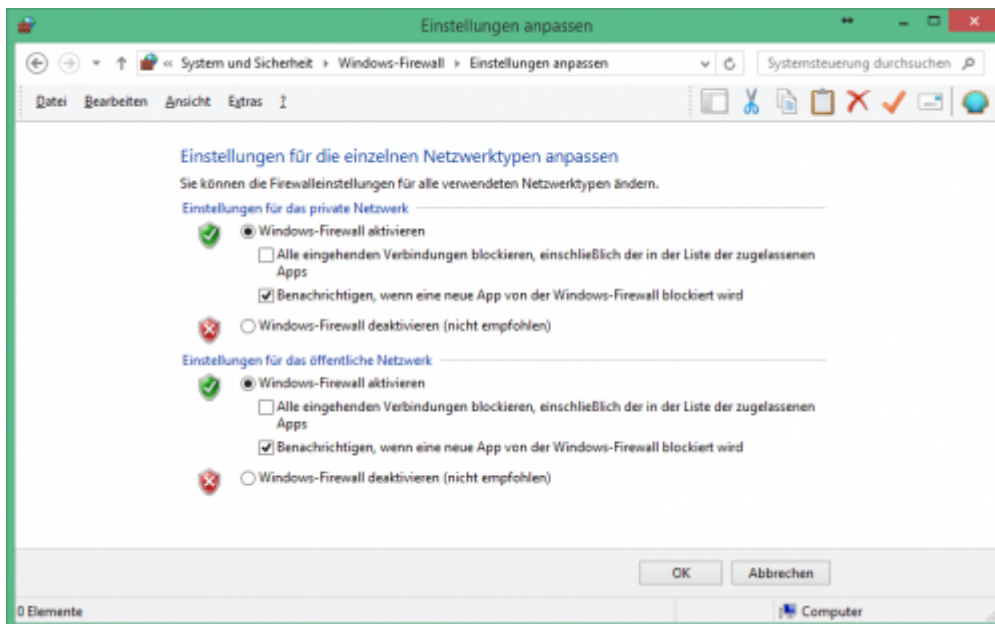 Einstellungen anpassen
« System und Sicherheit Windows-Firewall Einstellungen anpassen Systemsteuerung durchsuchen
Datei Bearbeiten Ansicht Extras ?
Einstellungen für die einzelnen Netzwerktypen anpassen
Sie können die Firewalleinstellungen für alle verwendeten Netzwerktypen ändern.
Einstellungen für das private Netzwerk
Windows-Firewall aktivieren
Alle eingehenden Verbindungen blockieren, einschließlich der in der Liste der zugelassenen
Apps
Benachrichtigen, wenn eine neue App von der Windows-Firewall blockiert wird
Windows-Firewall deaktivieren (nicht empfohlen)
Einstellungen für das öffentliche Netzwerk
Windows-Firewall aktivieren
Alle eingehenden Verbindungen blockieren, einschließlich der in der Liste der zugelassenen
Apps
Benachrichtigen, wenn eine neue App von der Windows-Firewall blockiert wird
Windows-Firewall deaktivieren (nicht empfohlen)
OK Abbrechen
0 Elemente Computer